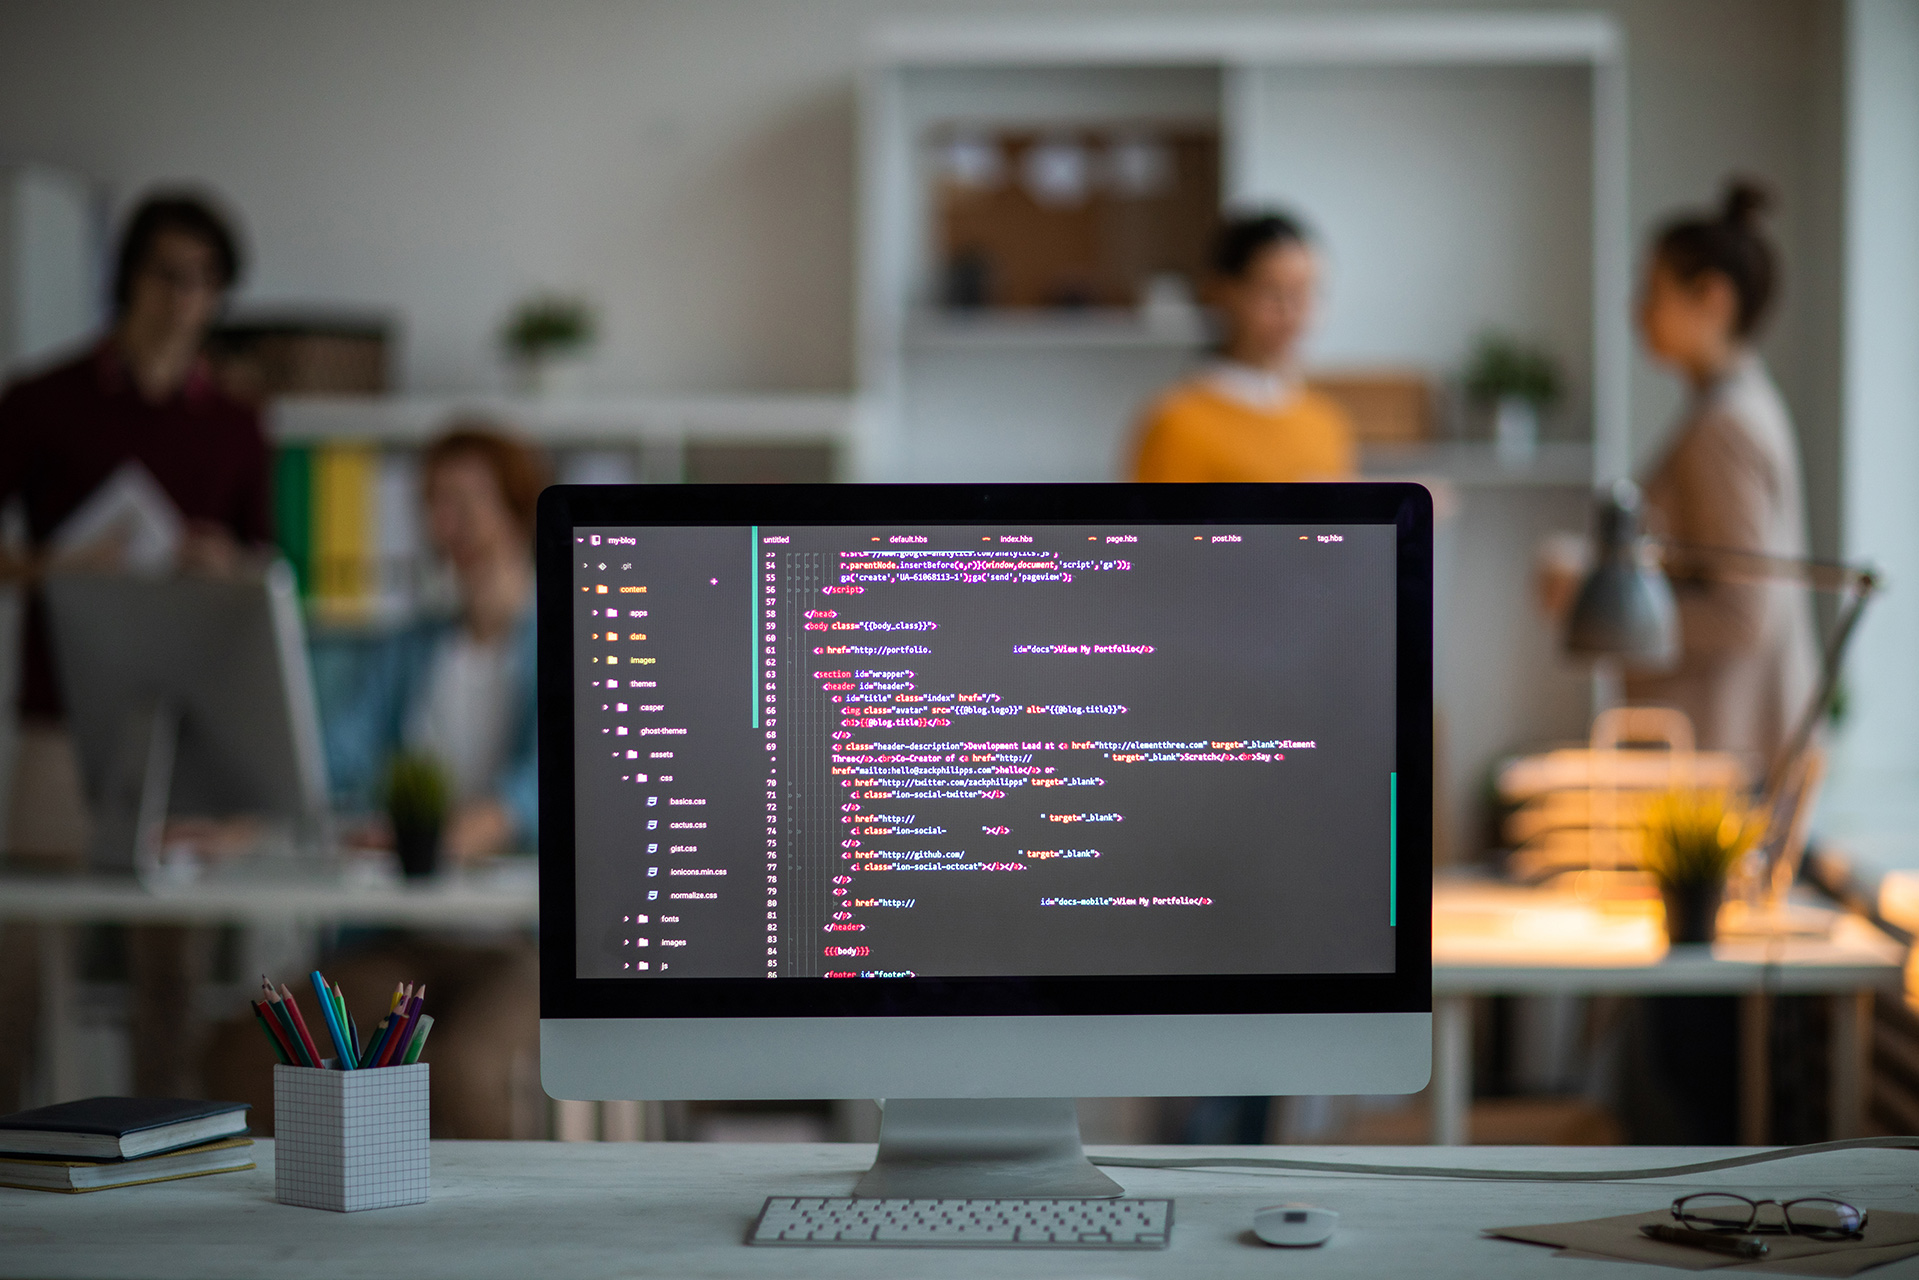 my-blog
.git
content
apps
data
images
themes
casper
ghost-themes
assets
css
basics.css
cactus.css
gist.css
ionicons.min.css
normalize.css
fonts
images
js
untitled default.hbs index.hbs page.hbs post.hbs tag.hbs
53 e.src='//www.google-analytics.com/analytics.js';
54 r.parentNode.insertBefore(e,r)}(window,document,'script','ga'));
55 ga('create','UA-61068113-1');ga('send','pageview');
56 </script>
57
58 </head>
59 <body class="{{body_class}}">
60
61 <a href="http://portfolio. id="docs">View My Portfolio</a>
62
63 <section id="wrapper">
64 <header id="header">
65 <a id="title" class="index" href="/">
66 <img class="avatar" src="{{@blog.logo}}" alt="{{@blog.title}}">
67 <h1>{{@blog.title}}</h1>
68 </a>
69 <p class="header-description">Development Lead at <a href="http://elementthree.com" target="_blank">Element
Three</a>.<br>Co-Creator of <a href="http:// " target="_blank">Scratch</a>.<br>Say <a
href="mailto:hello@zackphilipps.com">hello</a> or
70 <a href="http://twitter.com/zackphilipps" target="_blank">
71 <i class="ion-social-twitter"></i>
72 </a>
73 <a href="http:// " target="_blank">
74 <i class="ion-social- "></i>
75 </a>
76 <a href="http://github.com/ " target="_blank">
77 <i class="ion-social-octocat"></i></a>.
78 </p>
79 <p>
80 <a href="http:// id="docs-mobile">View My Portfolio</a>
81 </p>
82 </header>
83
84 {{{body}}}
85
86 <footer id="footer">